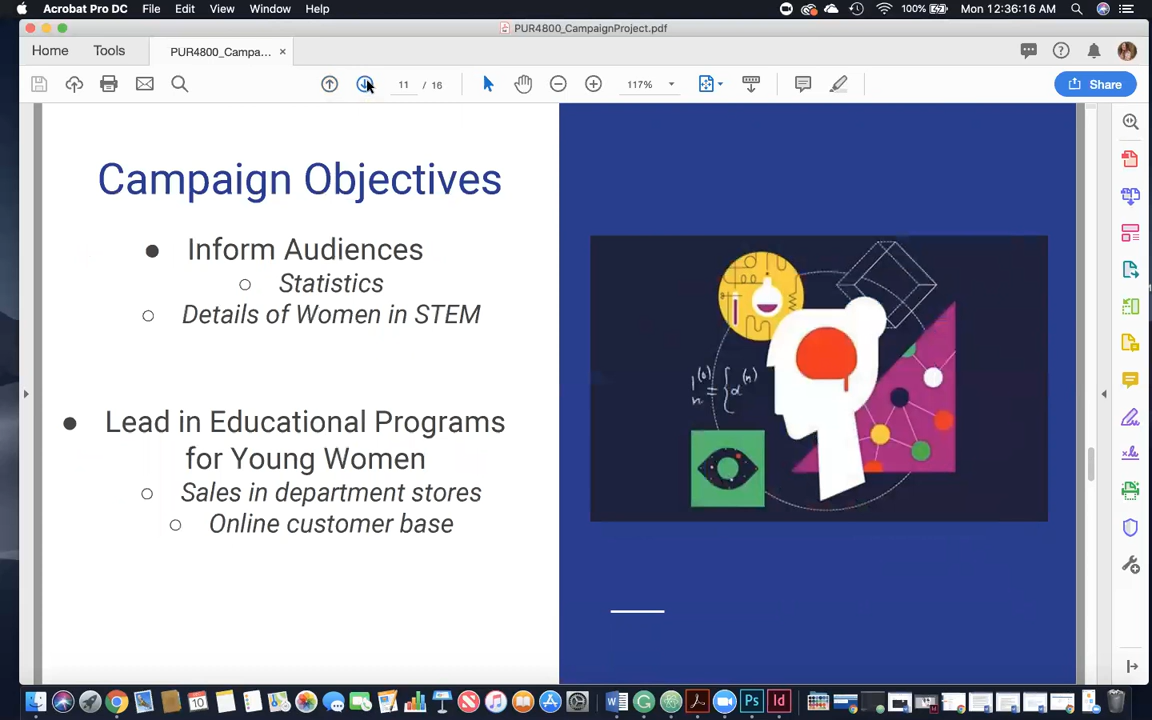 Acrobat Pro DC File Edit View Window Help 100% Mon 12:36:16 AM
PUR4800_CampaignProject.pdf
Home Tools PUR4800_Campa... ×
11 / 16 117% Share
Campaign Objectives
● Inform Audiences
○ Statistics
○ Details of Women in STEM
● Lead in Educational Programs
for Young Women
○ Sales in department stores
○ Online customer base